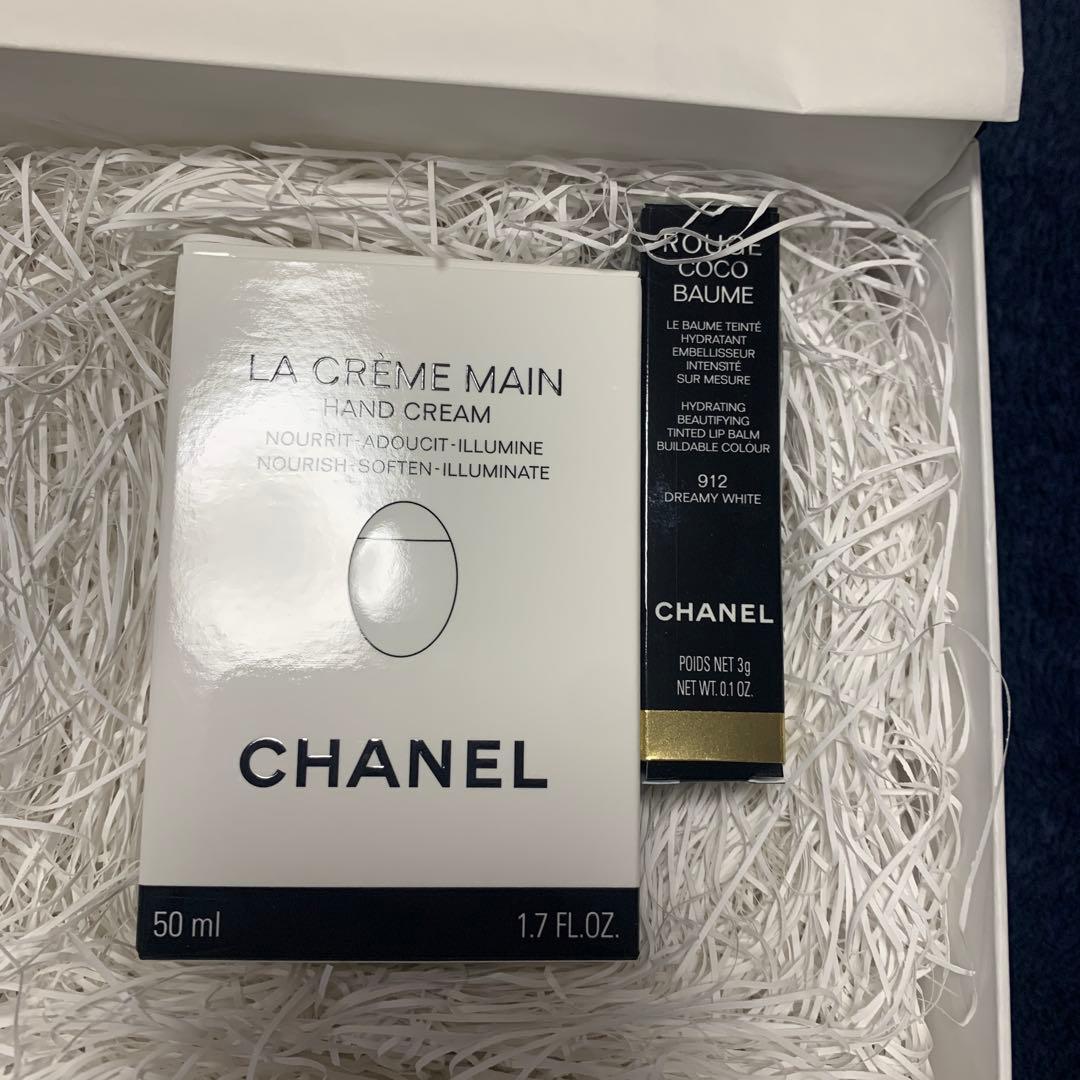 LA CRÈME MAIN
HAND CREAM
NOURRIT-ADOUCIT-ILLUMINE
NOURISH-SOFTEN-ILLUMINATE
CHANEL
50 ml
1.7 FL.OZ.
ROUGE
COCO
BAUME
LE BAUME TEINTÉ
HYDRATANT
EMBELLISSEUR
INTENSITÉ
SUR MESURE
HYDRATING
BEAUTIFYING
TINTED LIP BALM
BUILDABLE COLOUR
912
DREAMY WHITE
CHANEL
POIDS NET 3g
NET WT. 0.1 OZ.